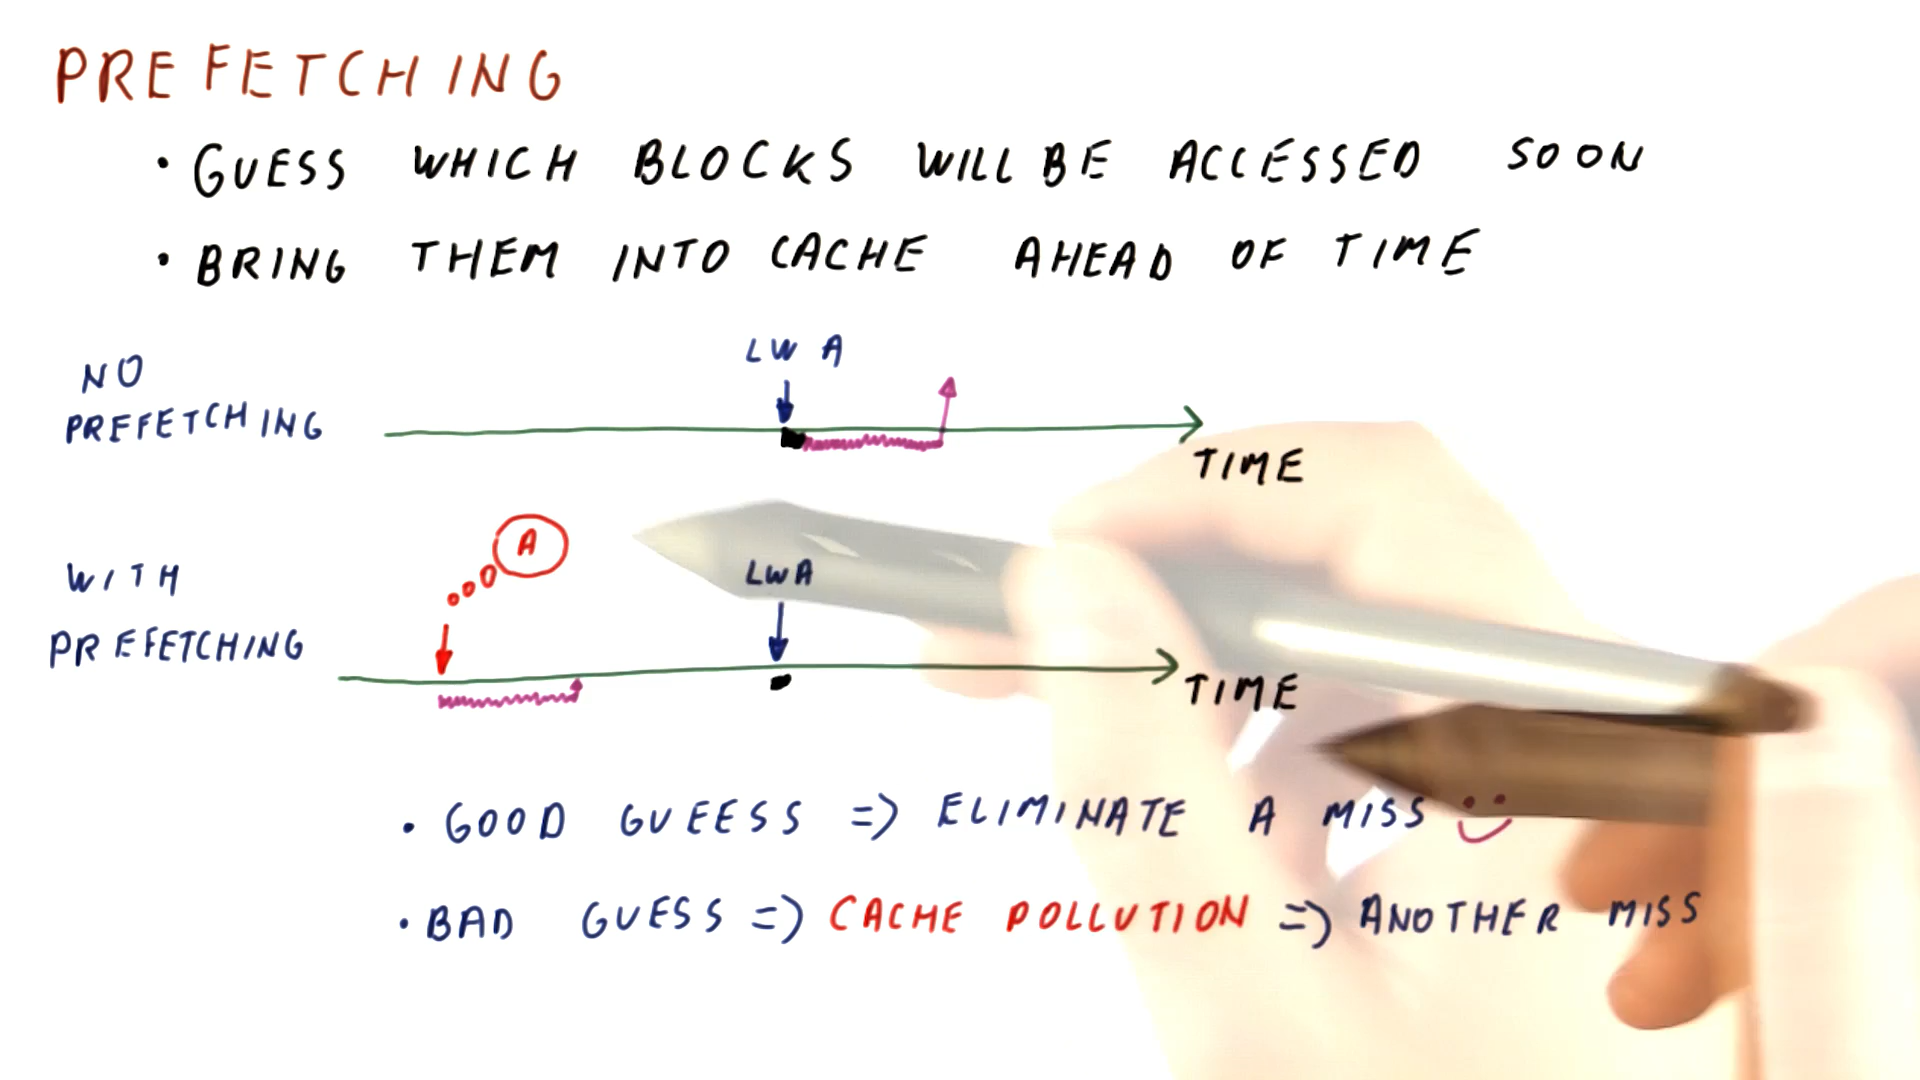 PREFETCHING
• GUESS WHICH BLOCKS WILL BE ACCESSED SOON
• BRING THEM INTO CACHE AHEAD OF TIME
NO
PREFETCHING
LW A
TIME
WITH
PREFETCHING
A
LWA
TIME
• GOOD GUEESS => ELIMINATE A MISS
• BAD GUESS => CACHE POLLUTION => ANOTHER MISS